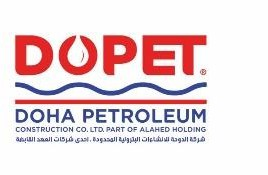 DOPET®
DOHA PETROLEUM
CONSTRUCTION CO. LTD. PART OF ALAHED HOLDING
شركة الدوحة للانشاءات البترولية المحدودة . احدى شركات العهد القابضة